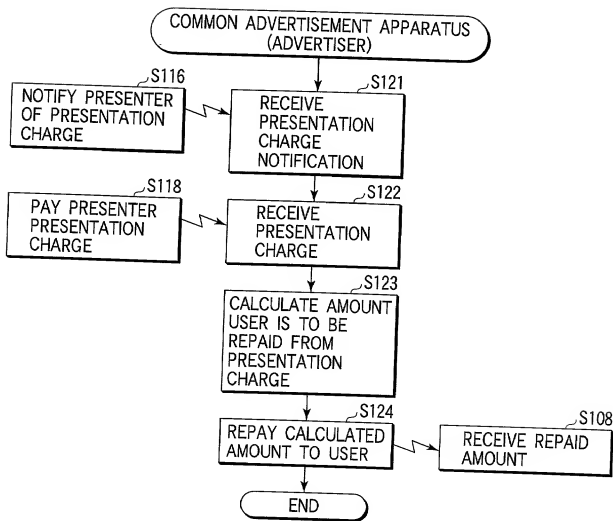 COMMON ADVERTISEMENT APPARATUS
(ADVERTISER)
S116
NOTIFY PRESENTER
OF PRESENTATION
CHARGE
S121
RECEIVE
PRESENTATION
CHARGE
NOTIFICATION
S118
PAY PRESENTER
PRESENTATION
CHARGE
S122
RECEIVE
PRESENTATION
CHARGE
S123
CALCULATE AMOUNT
USER IS TO BE
REPAID FROM
PRESENTATION
CHARGE
S124
REPAY CALCULATED
AMOUNT TO USER
S108
RECEIVE REPAID
AMOUNT
END